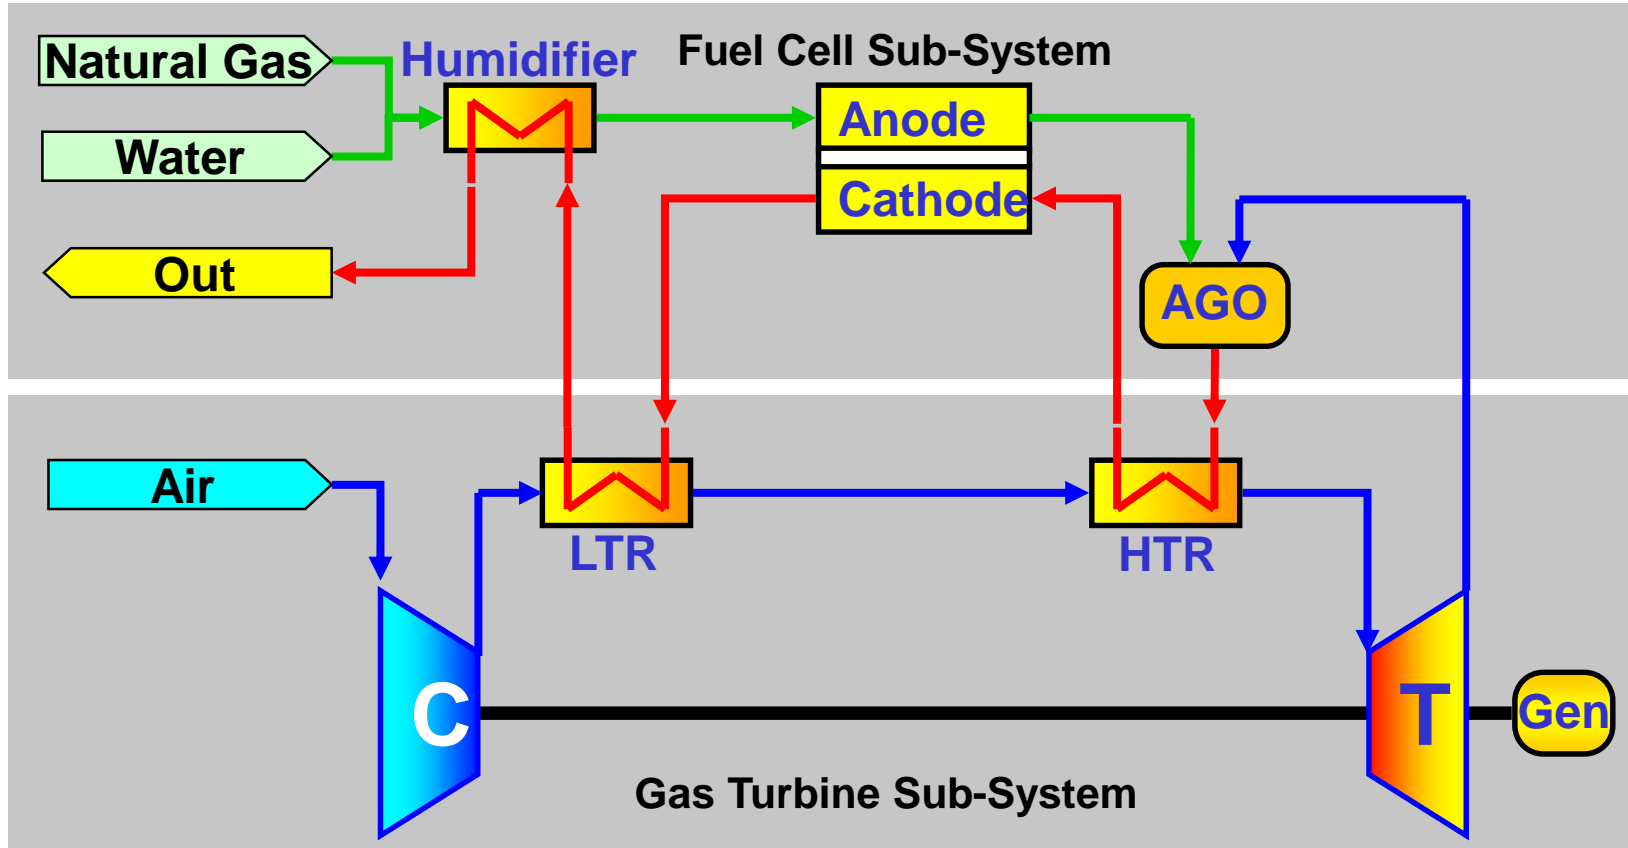 Natural Gas
Humidifier
Fuel Cell Sub-System
Anode
Water
Cathode
Out
AGO
Air
LTR
HTR
C
T
Gen
Gas Turbine Sub-System